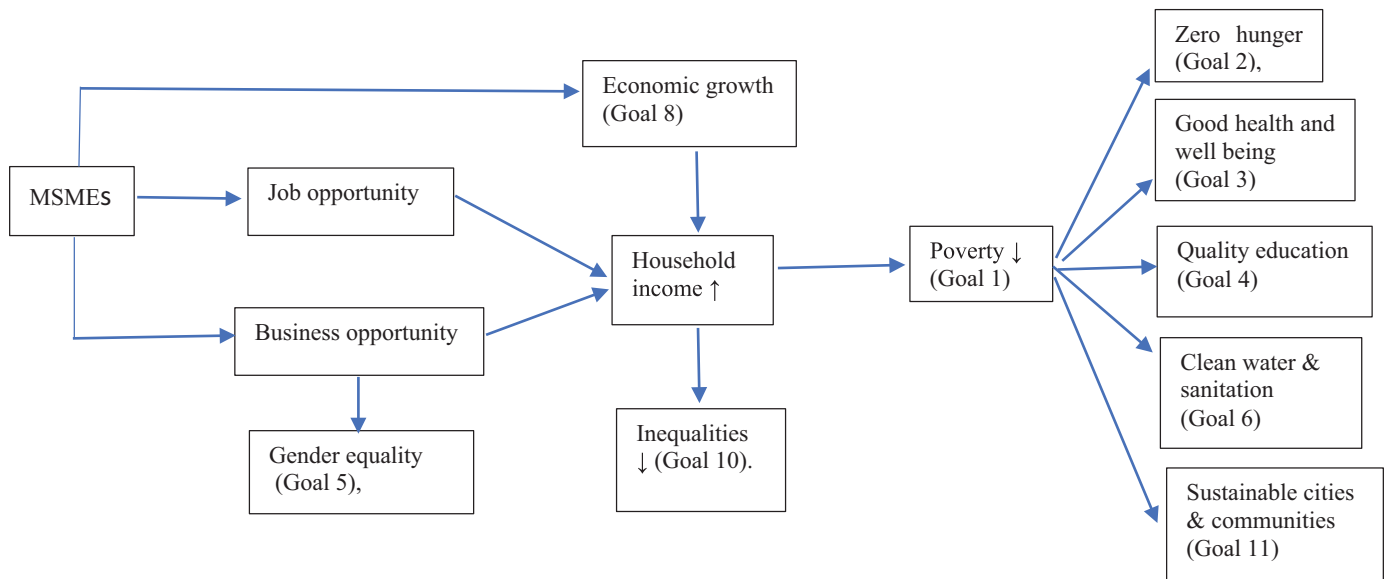 Zero hunger
(Goal 2),
Economic growth
(Goal 8)
Good health and
well being
(Goal 3)
MSMEs
Job opportunity
Household
income ↑
Poverty ↓
(Goal 1)
Quality education
(Goal 4)
Business opportunity
Clean water &
sanitation
(Goal 6)
Gender equality
(Goal 5),
Inequalities
↓ (Goal 10).
Sustainable cities
& communities
(Goal 11)